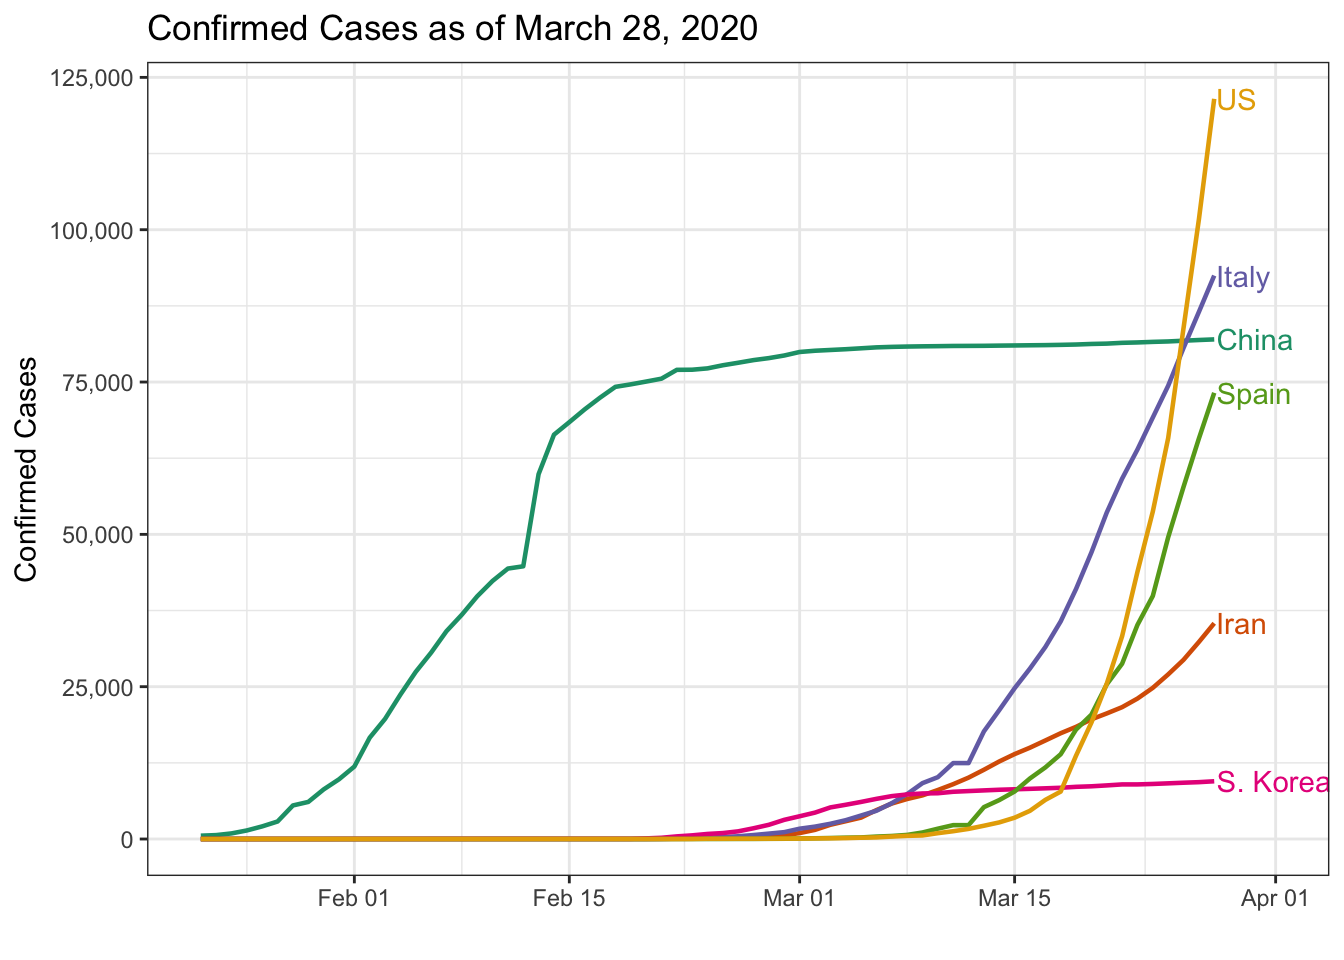 Confirmed Cases as of March 28, 2020
Confirmed Cases
125,000
100,000
75,000
50,000
25,000
0
US
Italy
China
Spain
Iran
S. Korea
Feb 01
Feb 15
Mar 01
Mar 15
Apr 01